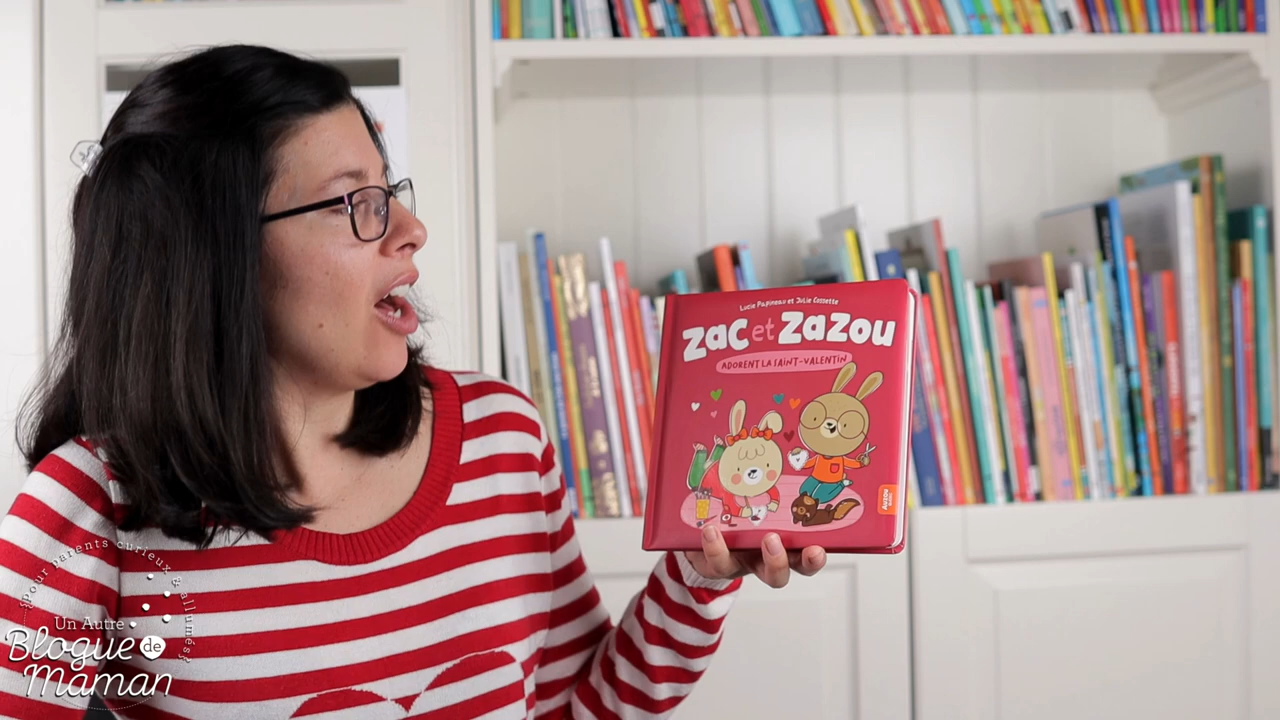 Lucie Papineau et Julie Cossette
zac et zazou
ADORENT LA SAINT-VALENTIN
AUZOU
Pour parents curieux & allumés
Un Autre
Blogue de
Maman